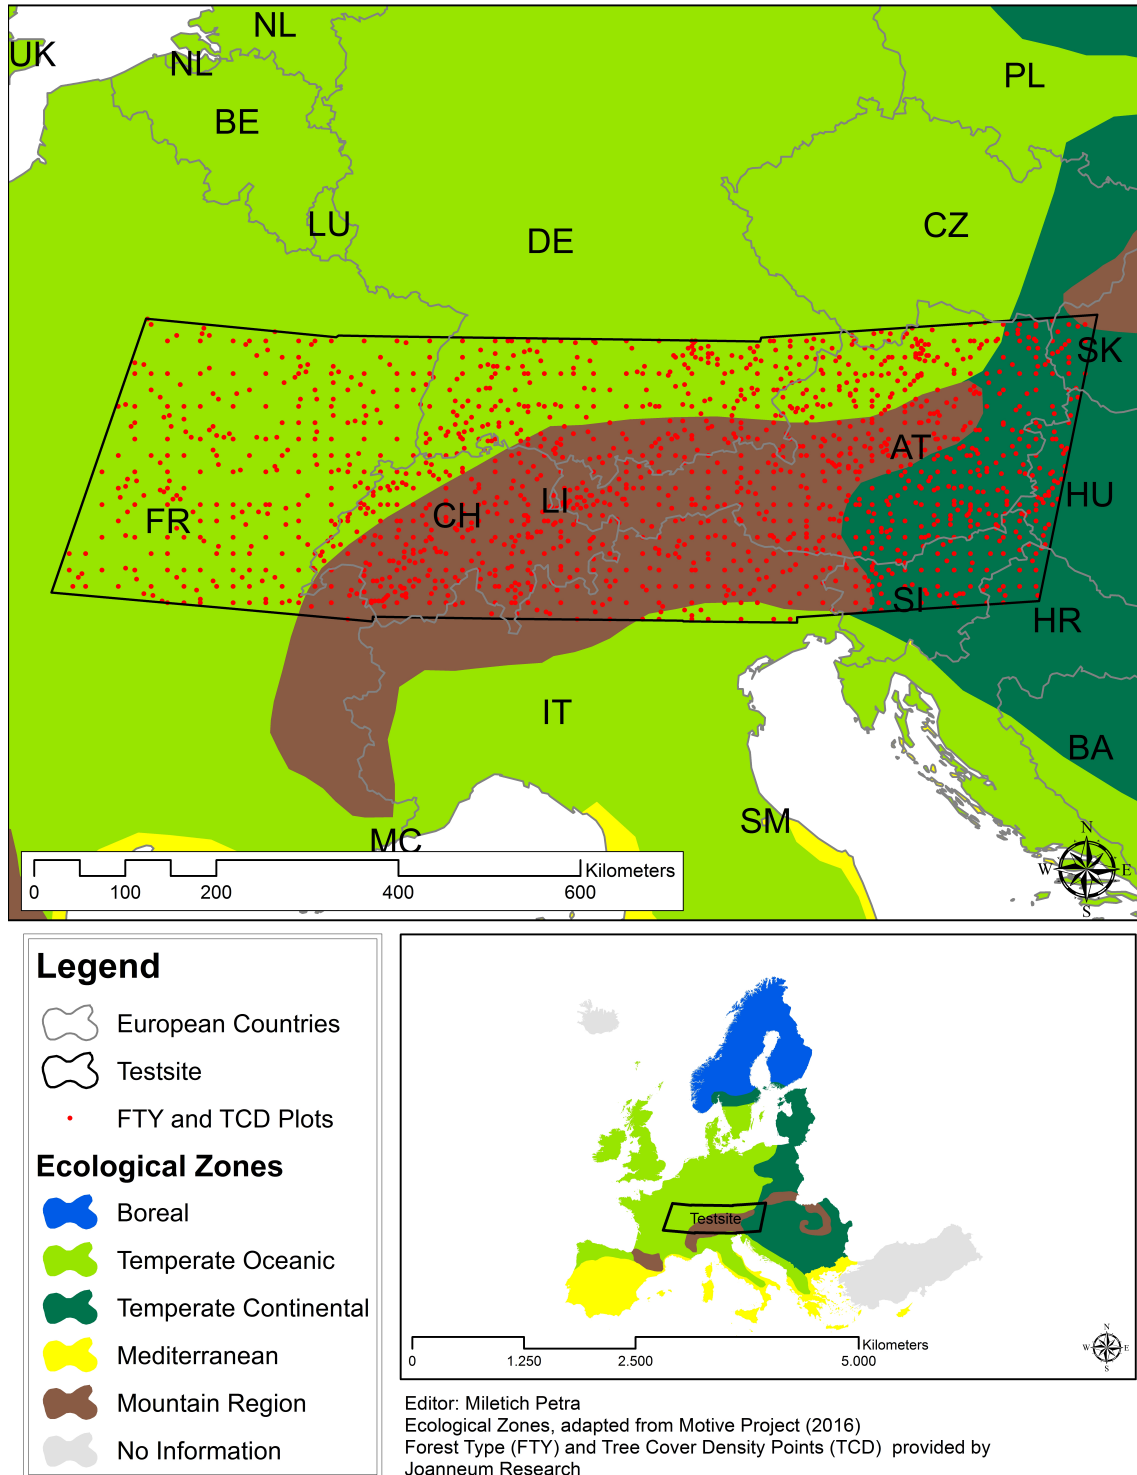 NL
UK
NL
PL
BE
LU
DE
CZ
SK
AT
HU
FR
CH
LI
SI
HR
IT
BA
SM
MC
N
W
E
S
Kilometers
0
100
200
400
600
Legend
European Countries
Testsite
FTY and TCD Plots
Ecological Zones
Boreal
Temperate Oceanic
Temperate Continental
Mediterranean
Mountain Region
No Information
Testsite
Kilometers
0
1.250
2.500
5.000
N
W
E
S
Editor: Miletich Petra
Ecological Zones, adapted from Motive Project (2016)
Forest Type (FTY) and Tree Cover Density Points (TCD) provided by
Joanneum Research